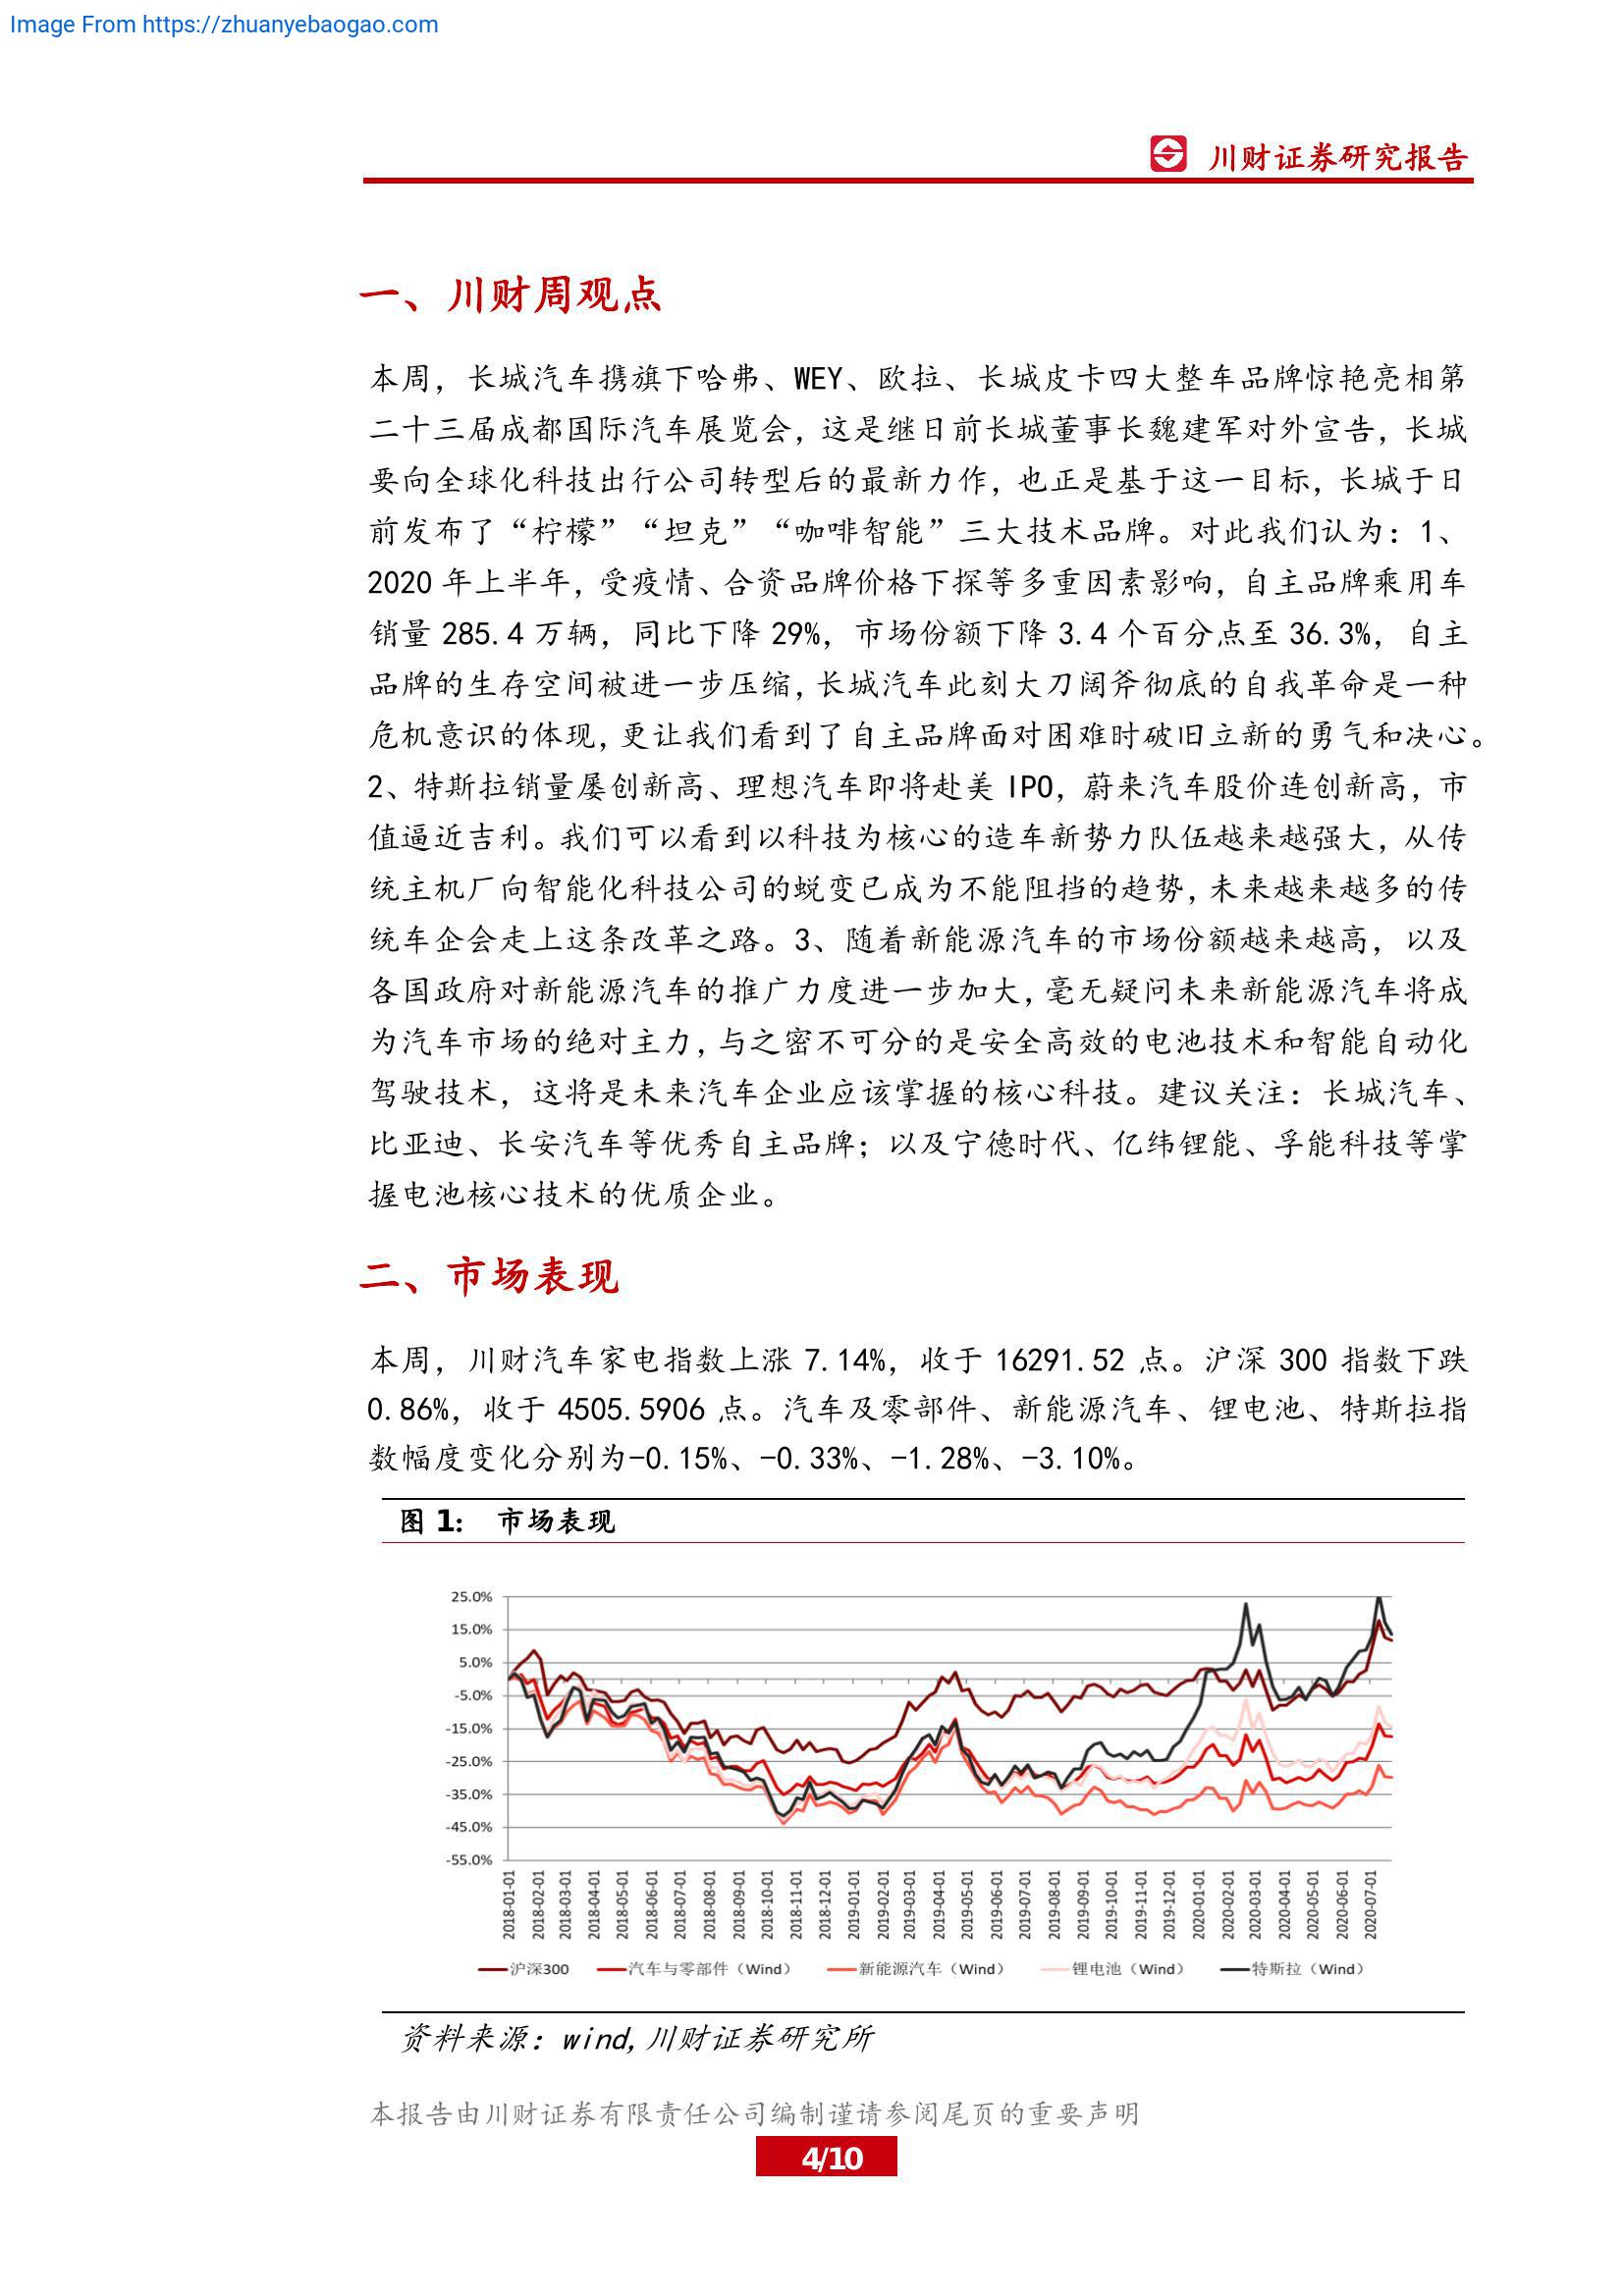 Image From https://zhuanyebaogao.com
川财证券研究报告
一、川财周观点
本周，长城汽车携旗下哈弗、WEY、欧拉、长城皮卡四大整车品牌惊艳亮相第
二十三届成都国际汽车展览会，这是继日前长城董事长魏建军对外宣告，长城
要向全球化科技出行公司转型后的最新力作，也正是基于这一目标，长城于日
前发布了“柠檬”“坦克”“咖啡智能”三大技术品牌。对此我们认为：1、
2020 年上半年，受疫情、合资品牌价格下探等多重因素影响，自主品牌乘用车
销量 285.4 万辆，同比下降 29%，市场份额下降 3.4 个百分点至 36.3%，自主
品牌的生存空间被进一步压缩，长城汽车此刻大刀阔斧彻底的自我革命是一种
危机意识的体现，更让我们看到了自主品牌面对困难时破旧立新的勇气和决心。
2、特斯拉销量屡创新高、理想汽车即将赴美 IPO，蔚来汽车股价连创新高，市
值逼近吉利。我们可以看到以科技为核心的造车新势力队伍越来越强大，从传
统主机厂向智能化科技公司的蜕变已成为不能阻挡的趋势，未来越来越多的传
统车企会走上这条改革之路。3、随着新能源汽车的市场份额越来越高，以及
各国政府对新能源汽车的推广力度进一步加大，毫无疑问未来新能源汽车将成
为汽车市场的绝对主力，与之密不可分的是安全高效的电池技术和智能自动化
驾驶技术，这将是未来汽车企业应该掌握的核心科技。建议关注：长城汽车、
比亚迪、长安汽车等优秀自主品牌；以及宁德时代、亿纬锂能、孚能科技等掌
握电池核心技术的优质企业。
二、市场表现
本周，川财汽车家电指数上涨 7.14%，收于 16291.52 点。沪深 300 指数下跌
0.86%，收于 4505.5906 点。汽车及零部件、新能源汽车、锂电池、特斯拉指
数幅度变化分别为-0.15%、-0.33%、-1.28%、-3.10%。
图 1： 市场表现
25.0%
15.0%
5.0%
-5.0%
-15.0%
-25.0%
-35.0%
-45.0%
-55.0%
2018-01-01
2018-02-01
2018-03-01
2018-04-01
2018-05-01
2018-06-01
2018-07-01
2018-08-01
2018-09-01
2018-10-01
2018-11-01
2018-12-01
2019-01-01
2019-02-01
2019-03-01
2019-04-01
2019-05-01
2019-06-01
2019-07-01
2019-08-01
2019-09-01
2019-10-01
2019-11-01
2019-12-01
2020-01-01
2020-02-01
2020-03-01
2020-04-01
2020-05-01
2020-06-01
2020-07-01
沪深300 汽车与零部件（Wind） 新能源汽车（Wind） 锂电池（Wind） 特斯拉（Wind）
资料来源：wind,川财证券研究所
本报告由川财证券有限责任公司编制谨请参阅尾页的重要声明
4/10